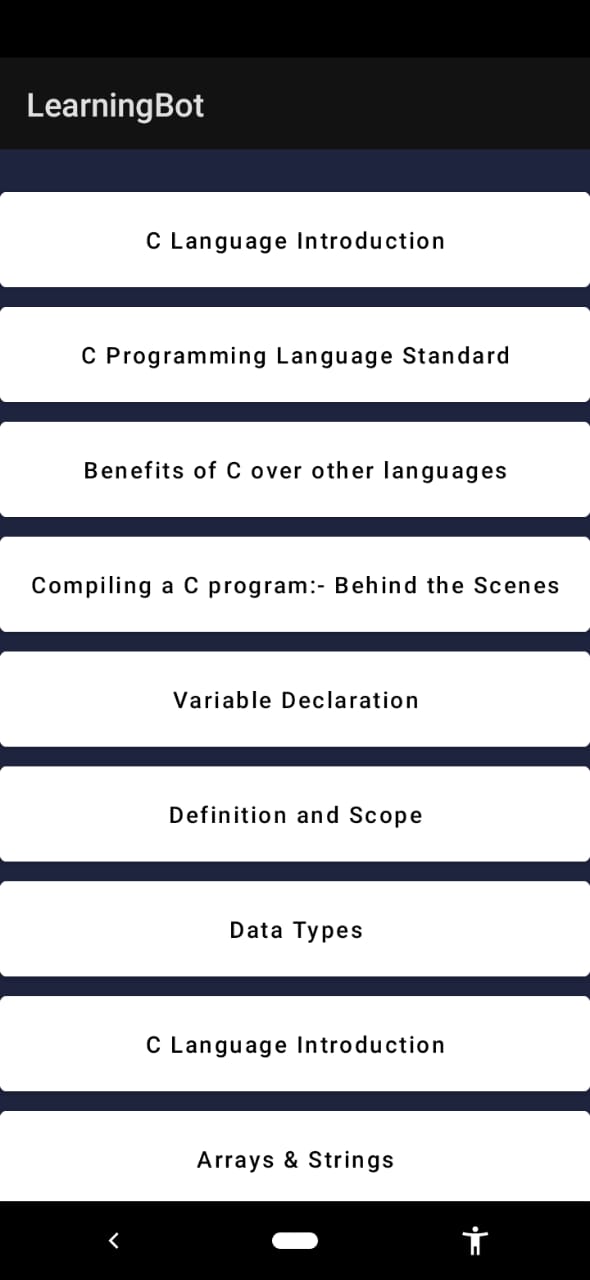 LearningBot
C Language Introduction
C Programming Language Standard
Benefits of C over other languages
Compiling a C program:- Behind the Scenes
Variable Declaration
Definition and Scope
Data Types
C Language Introduction
Arrays & Strings